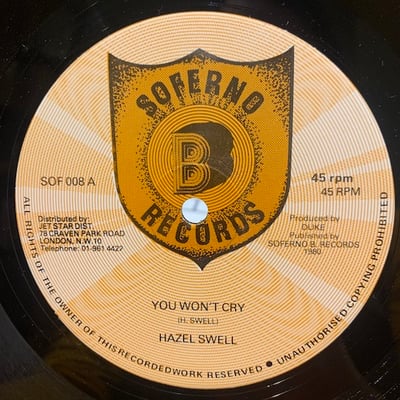 SOFERNO
B
RECORDS
SOF 008 A
45 rpm
45 RPM
Distributed by:
JET STAR DIST.
78 CRAVEN PARK ROAD
LONDON, N.W.10
Telephone: 01-961 4422
Produced by
DUKE
Published by
SOFERNO B. RECORDS
1980
YOU WON'T CRY
(H. SWELL)
HAZEL SWELL
ALL RIGHTS OF THE OWNER OF THIS RECORDEDWORK RESERVED ● UNAUTHORISED COPYING PROHIBITED